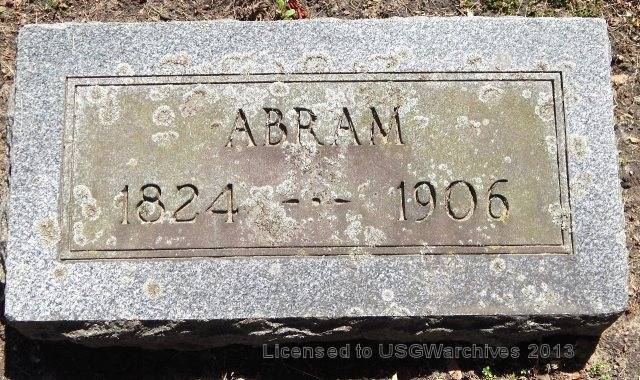 ABRAM
1824 --- 1906
Licensed to USGWarchives 2013